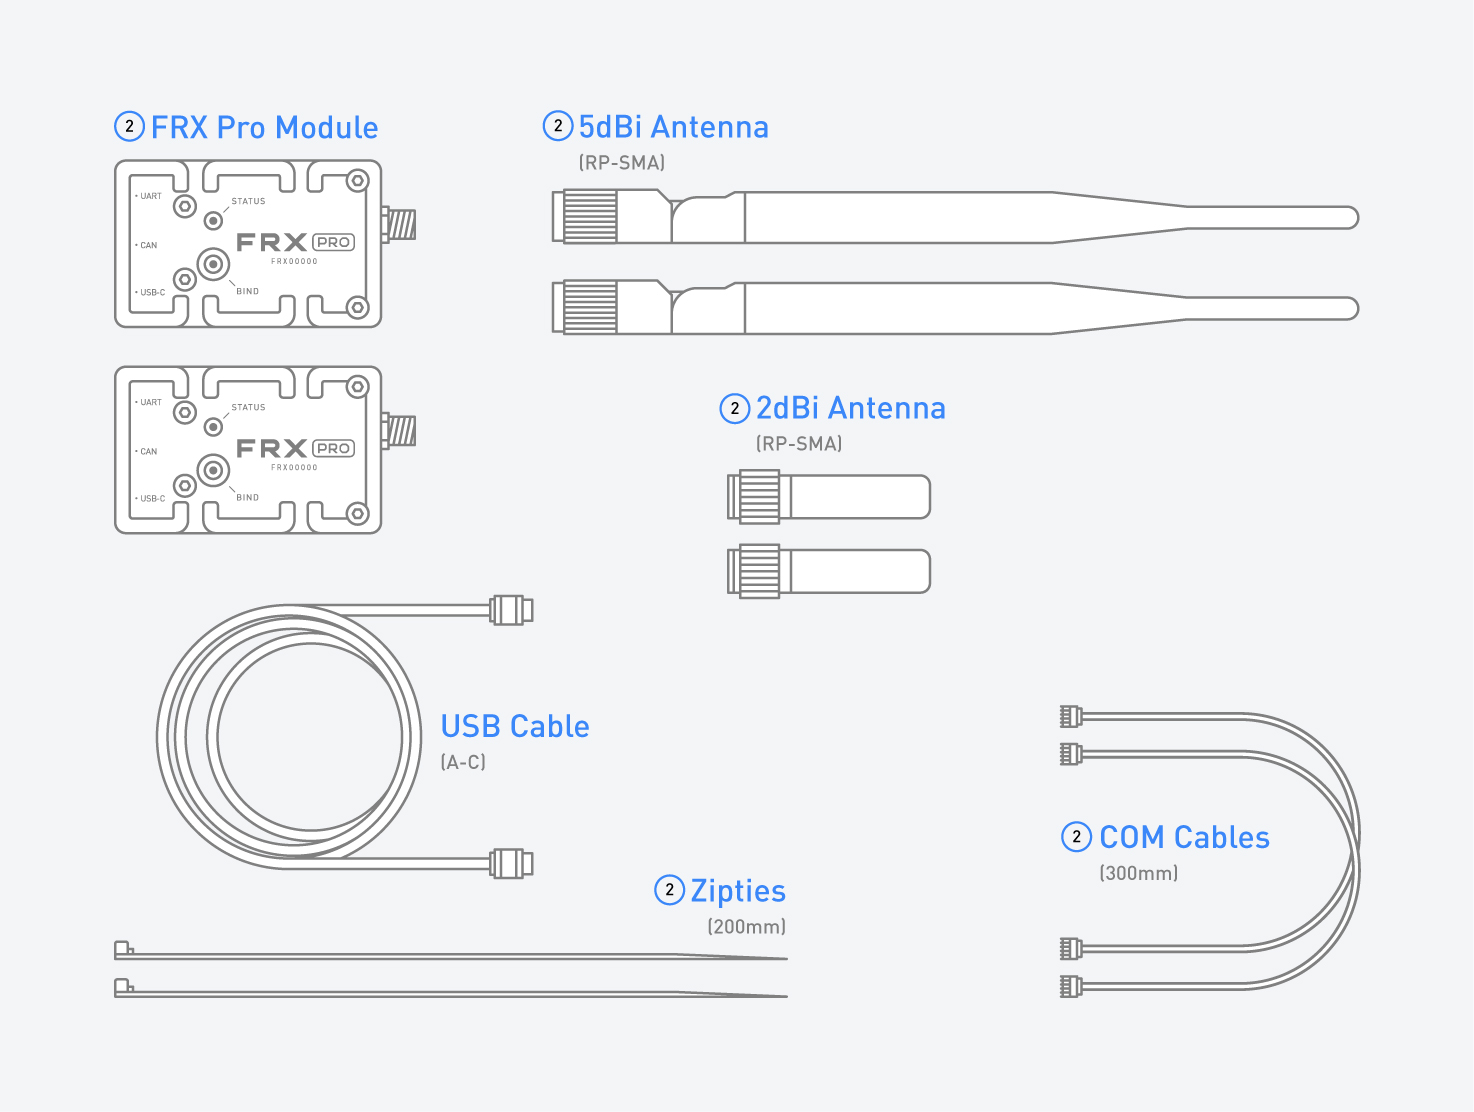 2 FRX Pro Module
• UART
STATUS
• CAN
FRX PRO
FRX00000
• USB-C
BIND
• UART
STATUS
• CAN
FRX PRO
FRX00000
• USB-C
BIND
2 5dBi Antenna
(RP-SMA)
2 2dBi Antenna
(RP-SMA)
USB Cable
(A-C)
2 COM Cables
(300mm)
2 Zipties
(200mm)